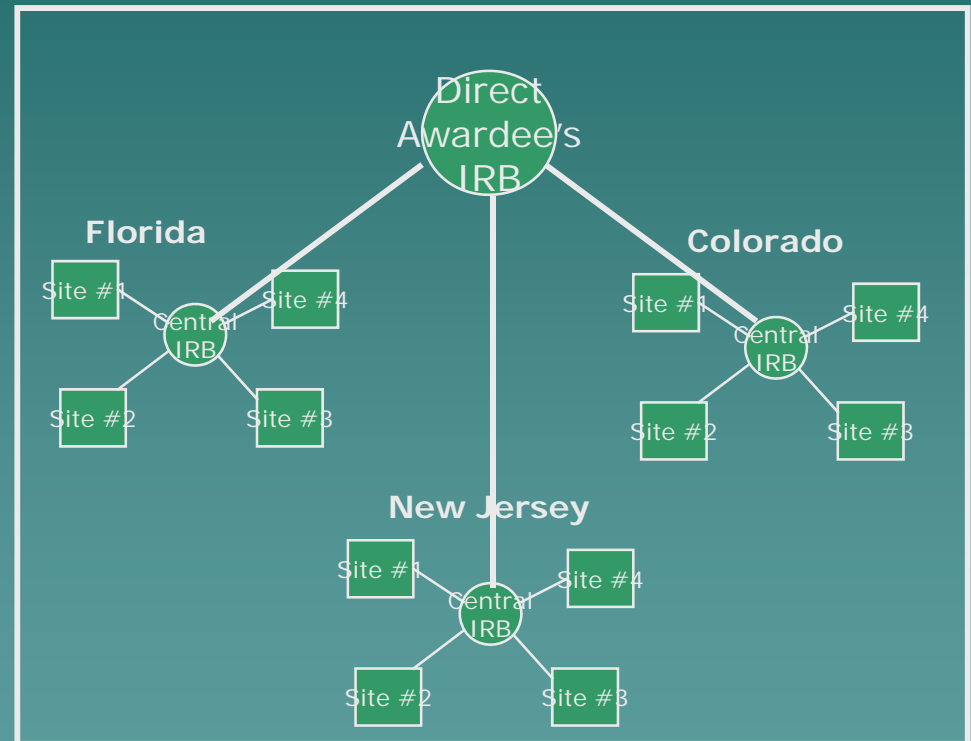 Direct
Awardee's
IRB
Florida
Site #1
Site #4
Central
IRB
Site #2
Site #3
Colorado
Site #1
Site #4
Central
IRB
Site #2
Site #3
New Jersey
Site #1
Site #4
Central
IRB
Site #2
Site #3